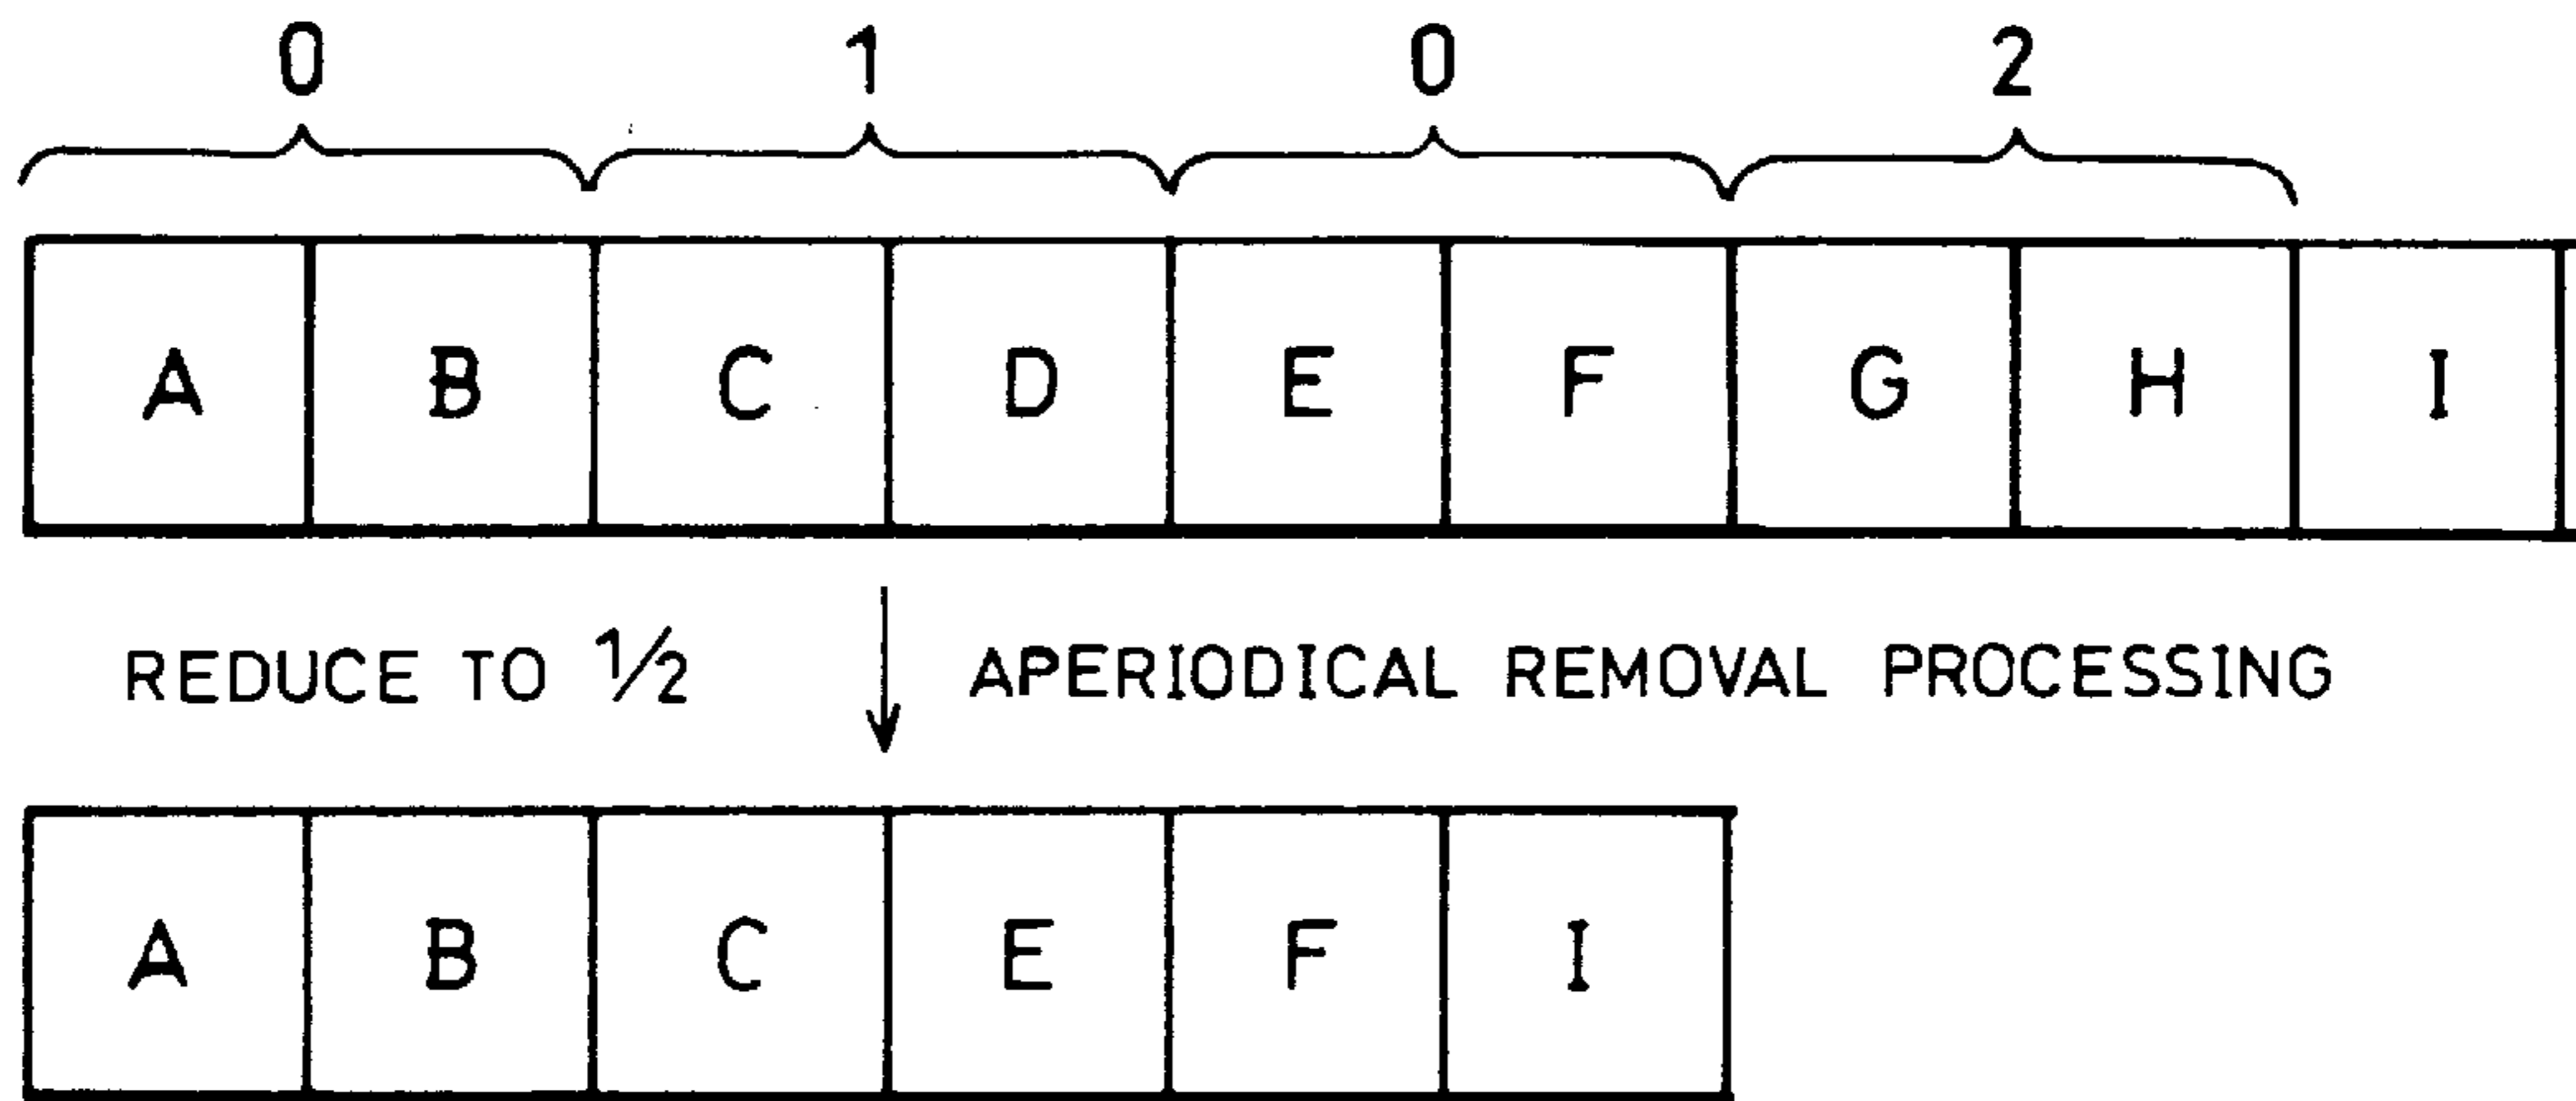 0 1 0 2
A B C D E F G H I
REDUCE TO 1/2 APERIODICAL REMOVAL PROCESSING
A B C E F I